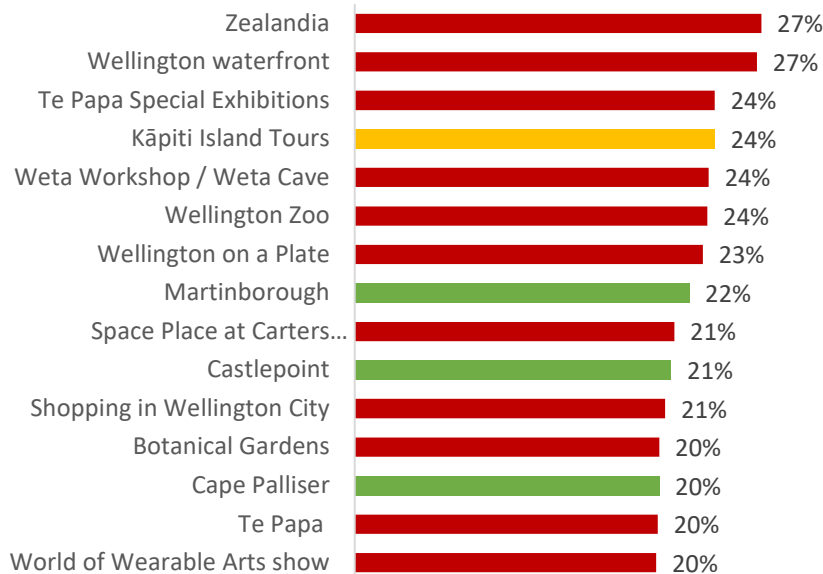 Zealandia 27%
Wellington waterfront 27%
Te Papa Special Exhibitions 24%
Kāpiti Island Tours 24%
Weta Workshop / Weta Cave 24%
Wellington Zoo 24%
Wellington on a Plate 23%
Martinborough 22%
Space Place at Carters... 21%
Castlepoint 21%
Shopping in Wellington City 21%
Botanical Gardens 20%
Cape Palliser 20%
Te Papa 20%
World of Wearable Arts show 20%